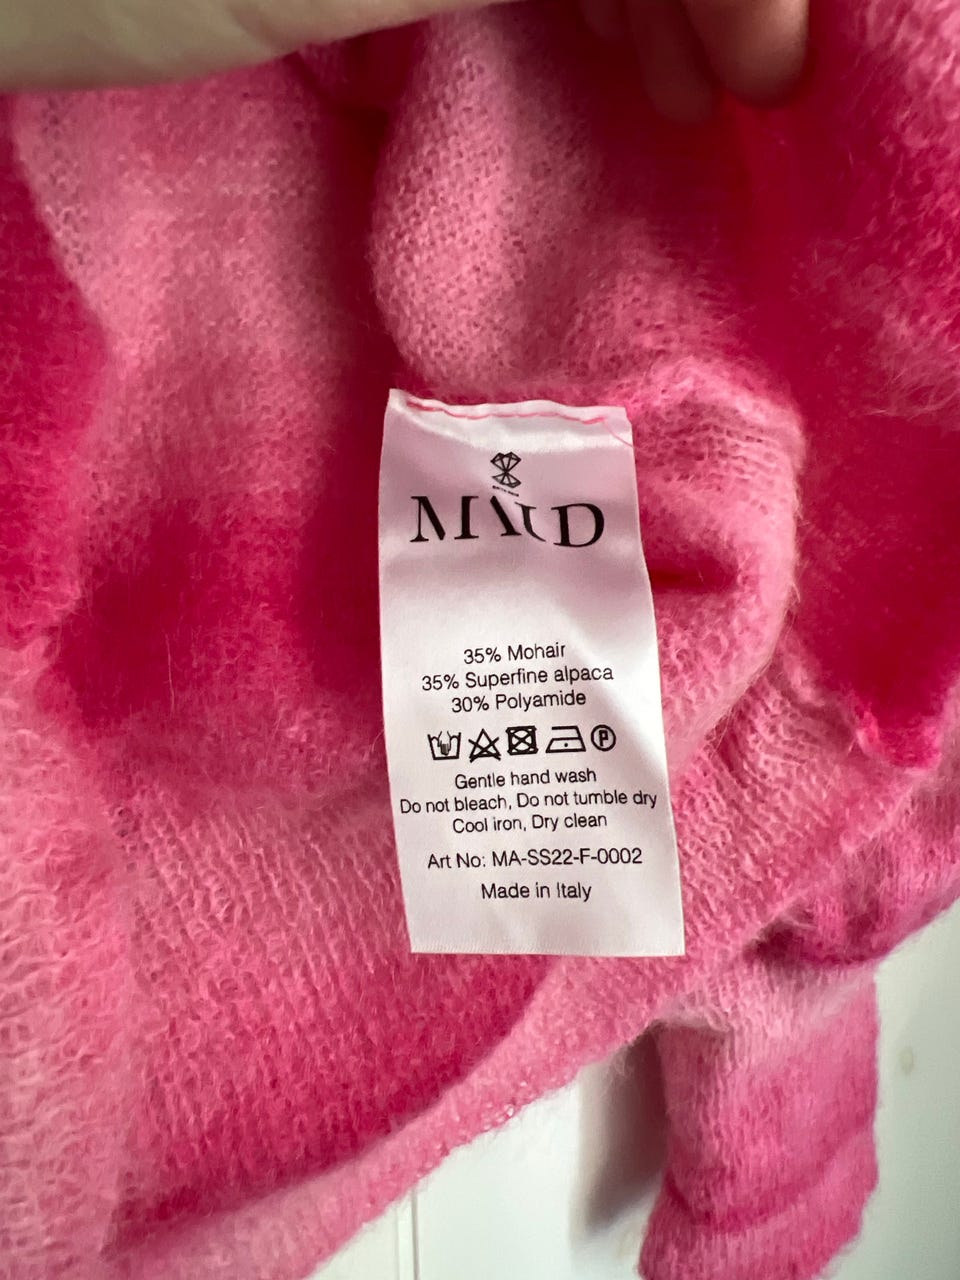 MAUD
35% Mohair
35% Superfine alpaca
30% Polyamide
P
Gentle hand wash
Do not bleach, Do not tumble dry
Cool iron, Dry clean
Art No: MA-SS22-F-0002
Made in Italy